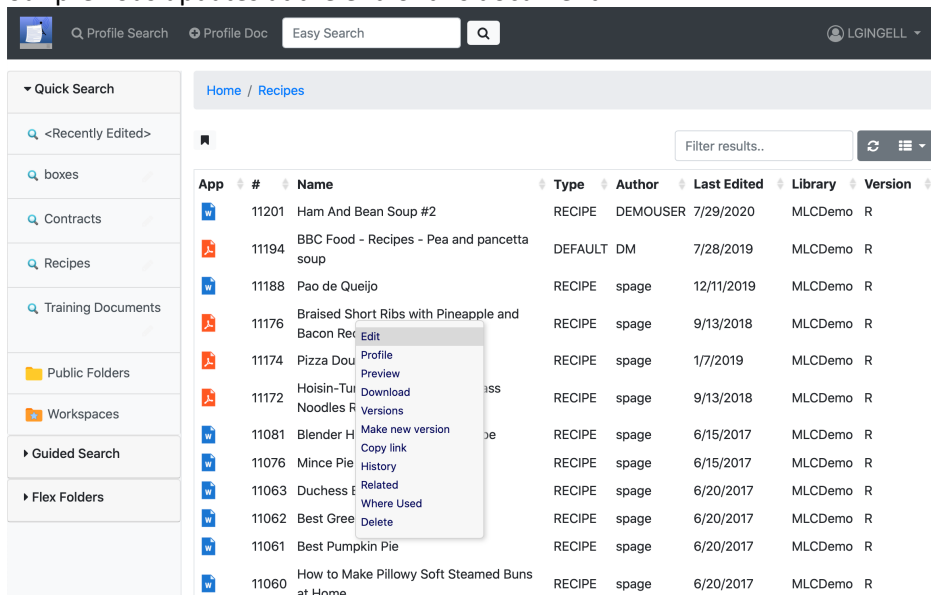 Profile Search Profile Doc Easy Search LGINGELL
Quick Search
<Recently Edited>
boxes
Contracts
Recipes
Training Documents
Public Folders
Workspaces
Guided Search
Flex Folders
Home / Recipes
Filter results..
App # Name Type Author Last Edited Library Version
11201 Ham And Bean Soup #2 RECIPE DEMOUSER 7/29/2020 MLCDemo R
11194 BBC Food - Recipes - Pea and pancetta
soup DEFAULT DM 7/28/2019 MLCDemo R
11188 Pao de Queijo RECIPE spage 12/11/2019 MLCDemo R
11176 Braised Short Ribs with Pineapple and
Bacon RECIPE spage 9/13/2018 MLCDemo R
11174 Pizza RECIPE spage 1/7/2019 MLCDemo R
11172 RECIPE spage 9/13/2018 MLCDemo R
Noodles
11081 Blender RECIPE spage 6/15/2017 MLCDemo R
11076 Mince Pie RECIPE spage 6/15/2017 MLCDemo R
11063 Duchess RECIPE spage 6/20/2017 MLCDemo R
11062 Best RECIPE spage 6/20/2017 MLCDemo R
11061 Best Pumpkin Pie RECIPE spage 6/20/2017 MLCDemo R
11060 How to Make Pillowy Soft Steamed Buns
at Home RECIPE spage 6/20/2017 MLCDemo R
Edit
Profile
Preview
Download
Versions
Make new version
Copy link
History
Related
Where Used
Delete